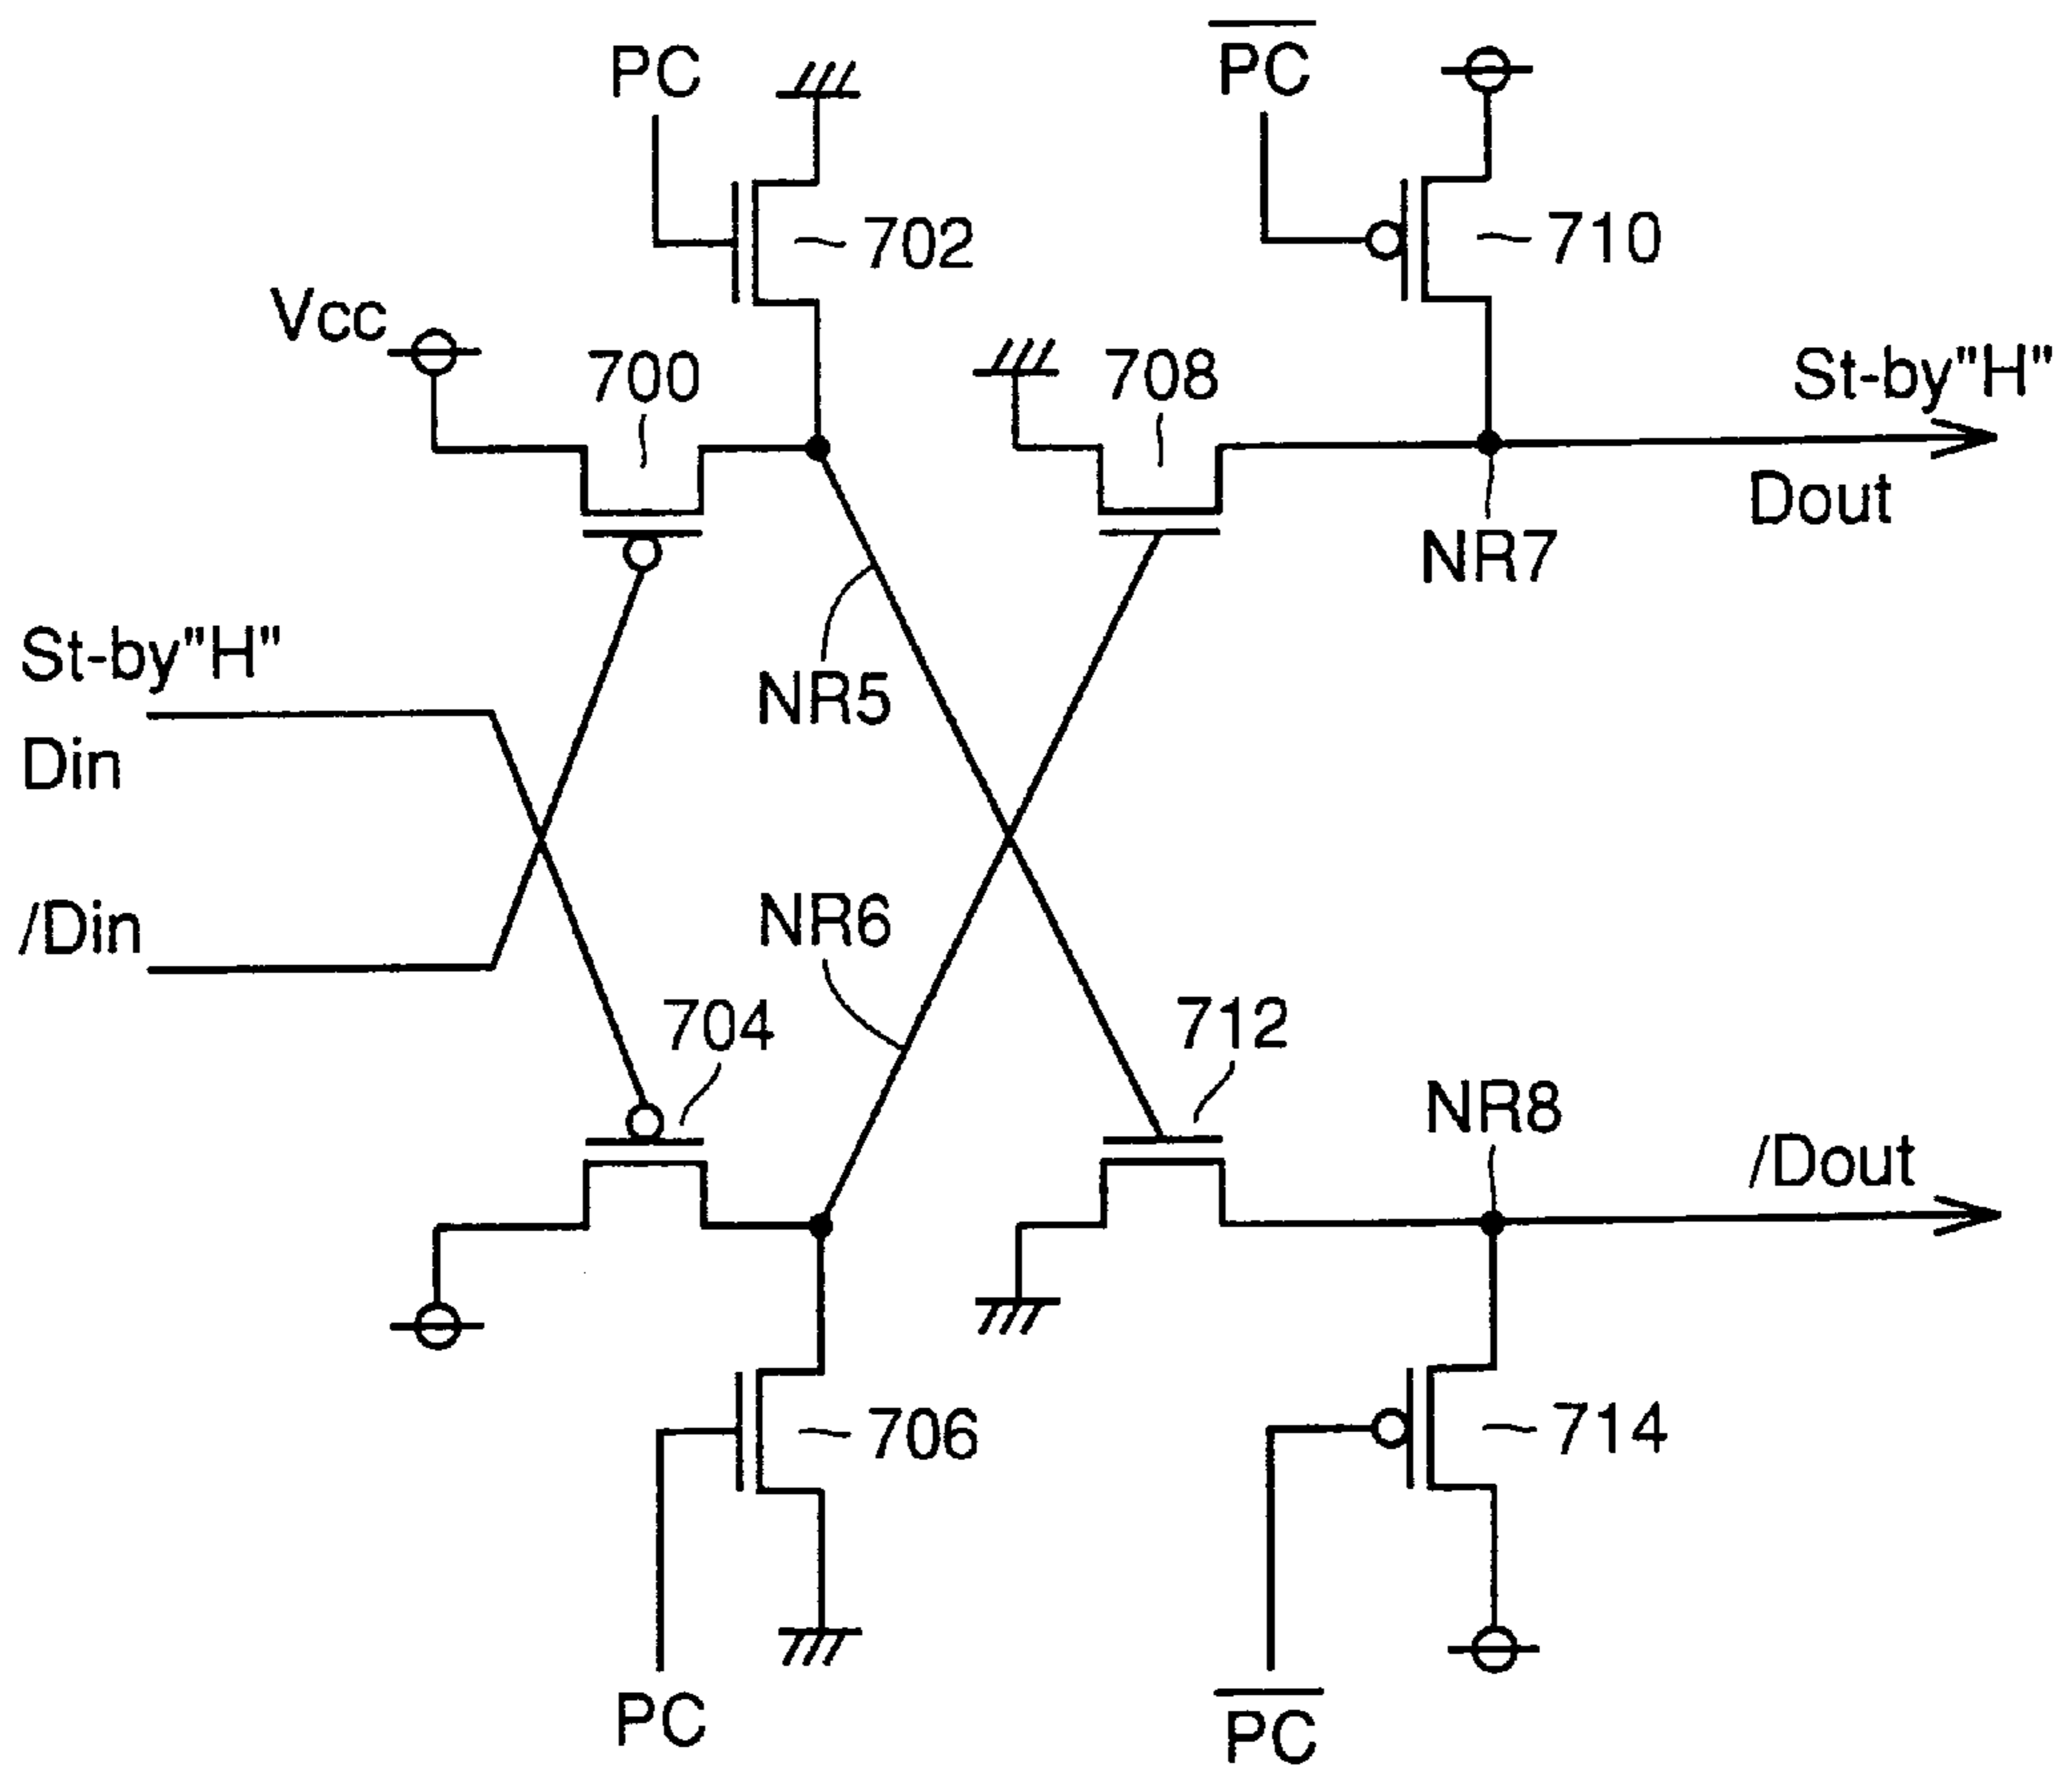 PC
PC
702
710
Vcc
700
708
St-by"H"
Dout
NR7
St-by"H"
NR5
Din
/Din
NR6
704
712
NR8
/Dout
706
714
PC
PC